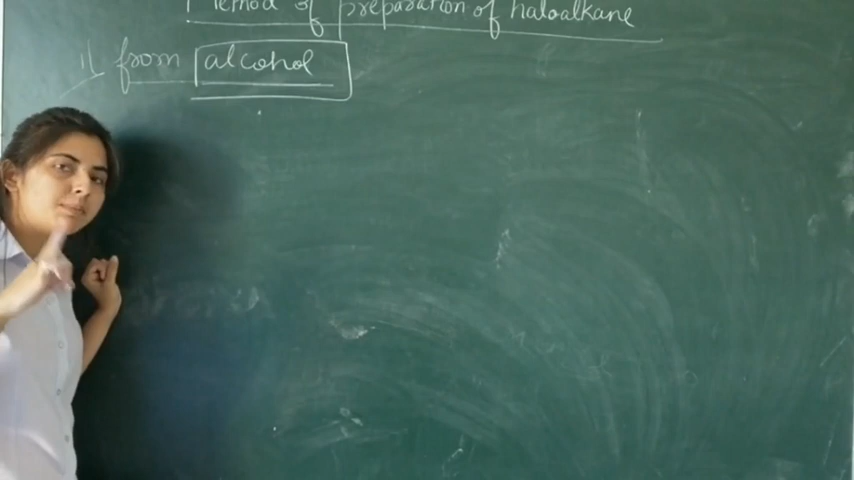 Method of preparation of haloalkane
1) from alcohol